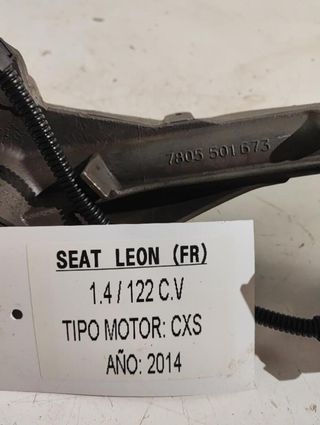 7805 501673
SEAT LEON (FR)
1.4 / 122 C.V
TIPO MOTOR: CXS
AÑO: 2014